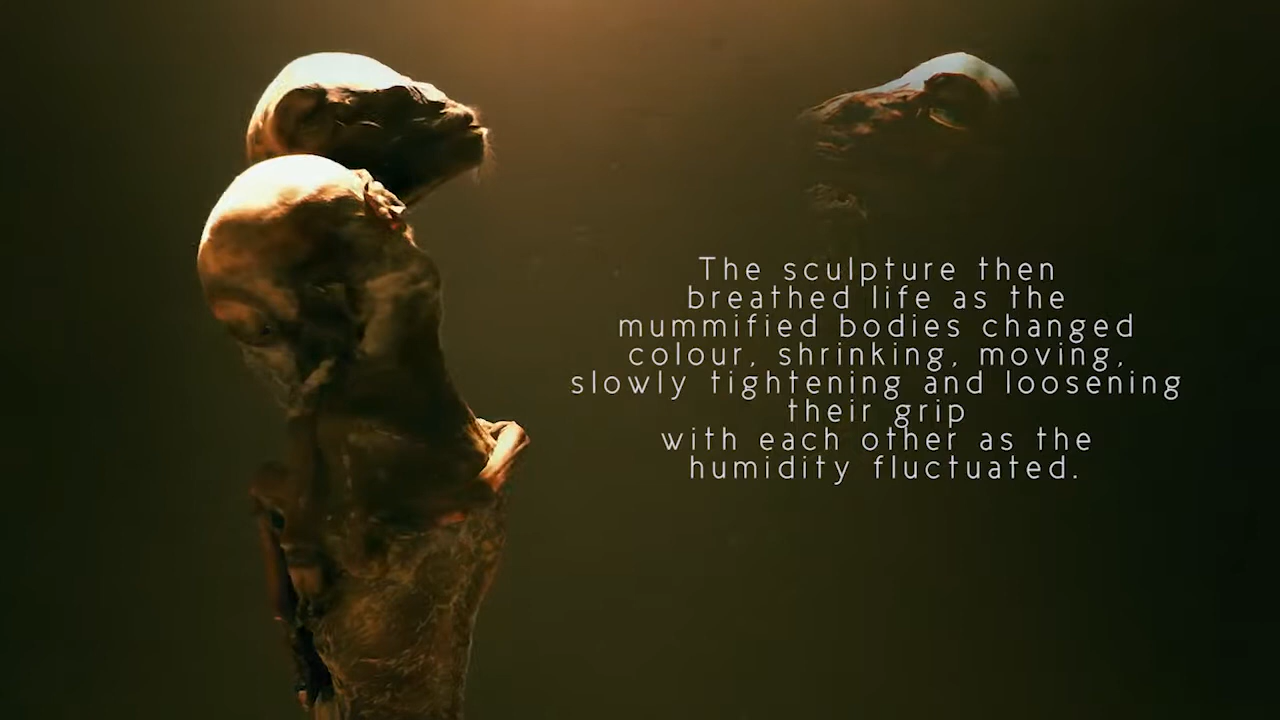 The sculpture then
breathed life as the
mummified bodies changed
colour, shrinking, moving,
slowly tightening and loosening
their grip
with each other as the
humidity fluctuated.